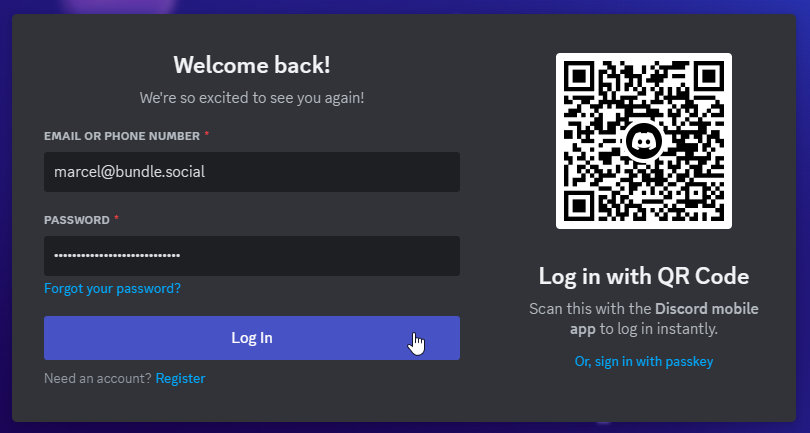 Welcome back!
We're so excited to see you again!
EMAIL OR PHONE NUMBER *
marcel@bundle.social
PASSWORD *
••••••••••••••••••••••••••••
Forgot your password?
Log In
Need an account? Register
Log in with QR Code
Scan this with the Discord mobile
app to log in instantly.
Or, sign in with passkey